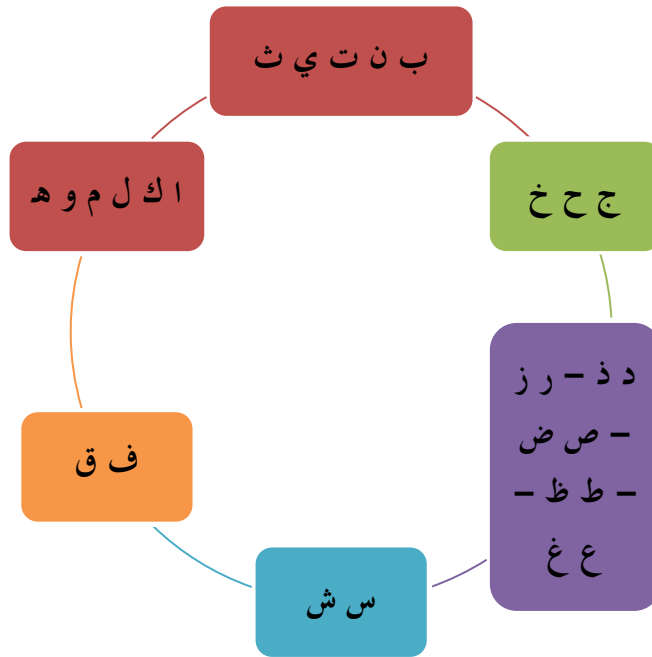 ب ن ت ي ث
ج ح خ
د ذ – ر ز
– ص ض
– ط ظ –
ع غ
س ش
ف ق
ا ك ل م و هـ